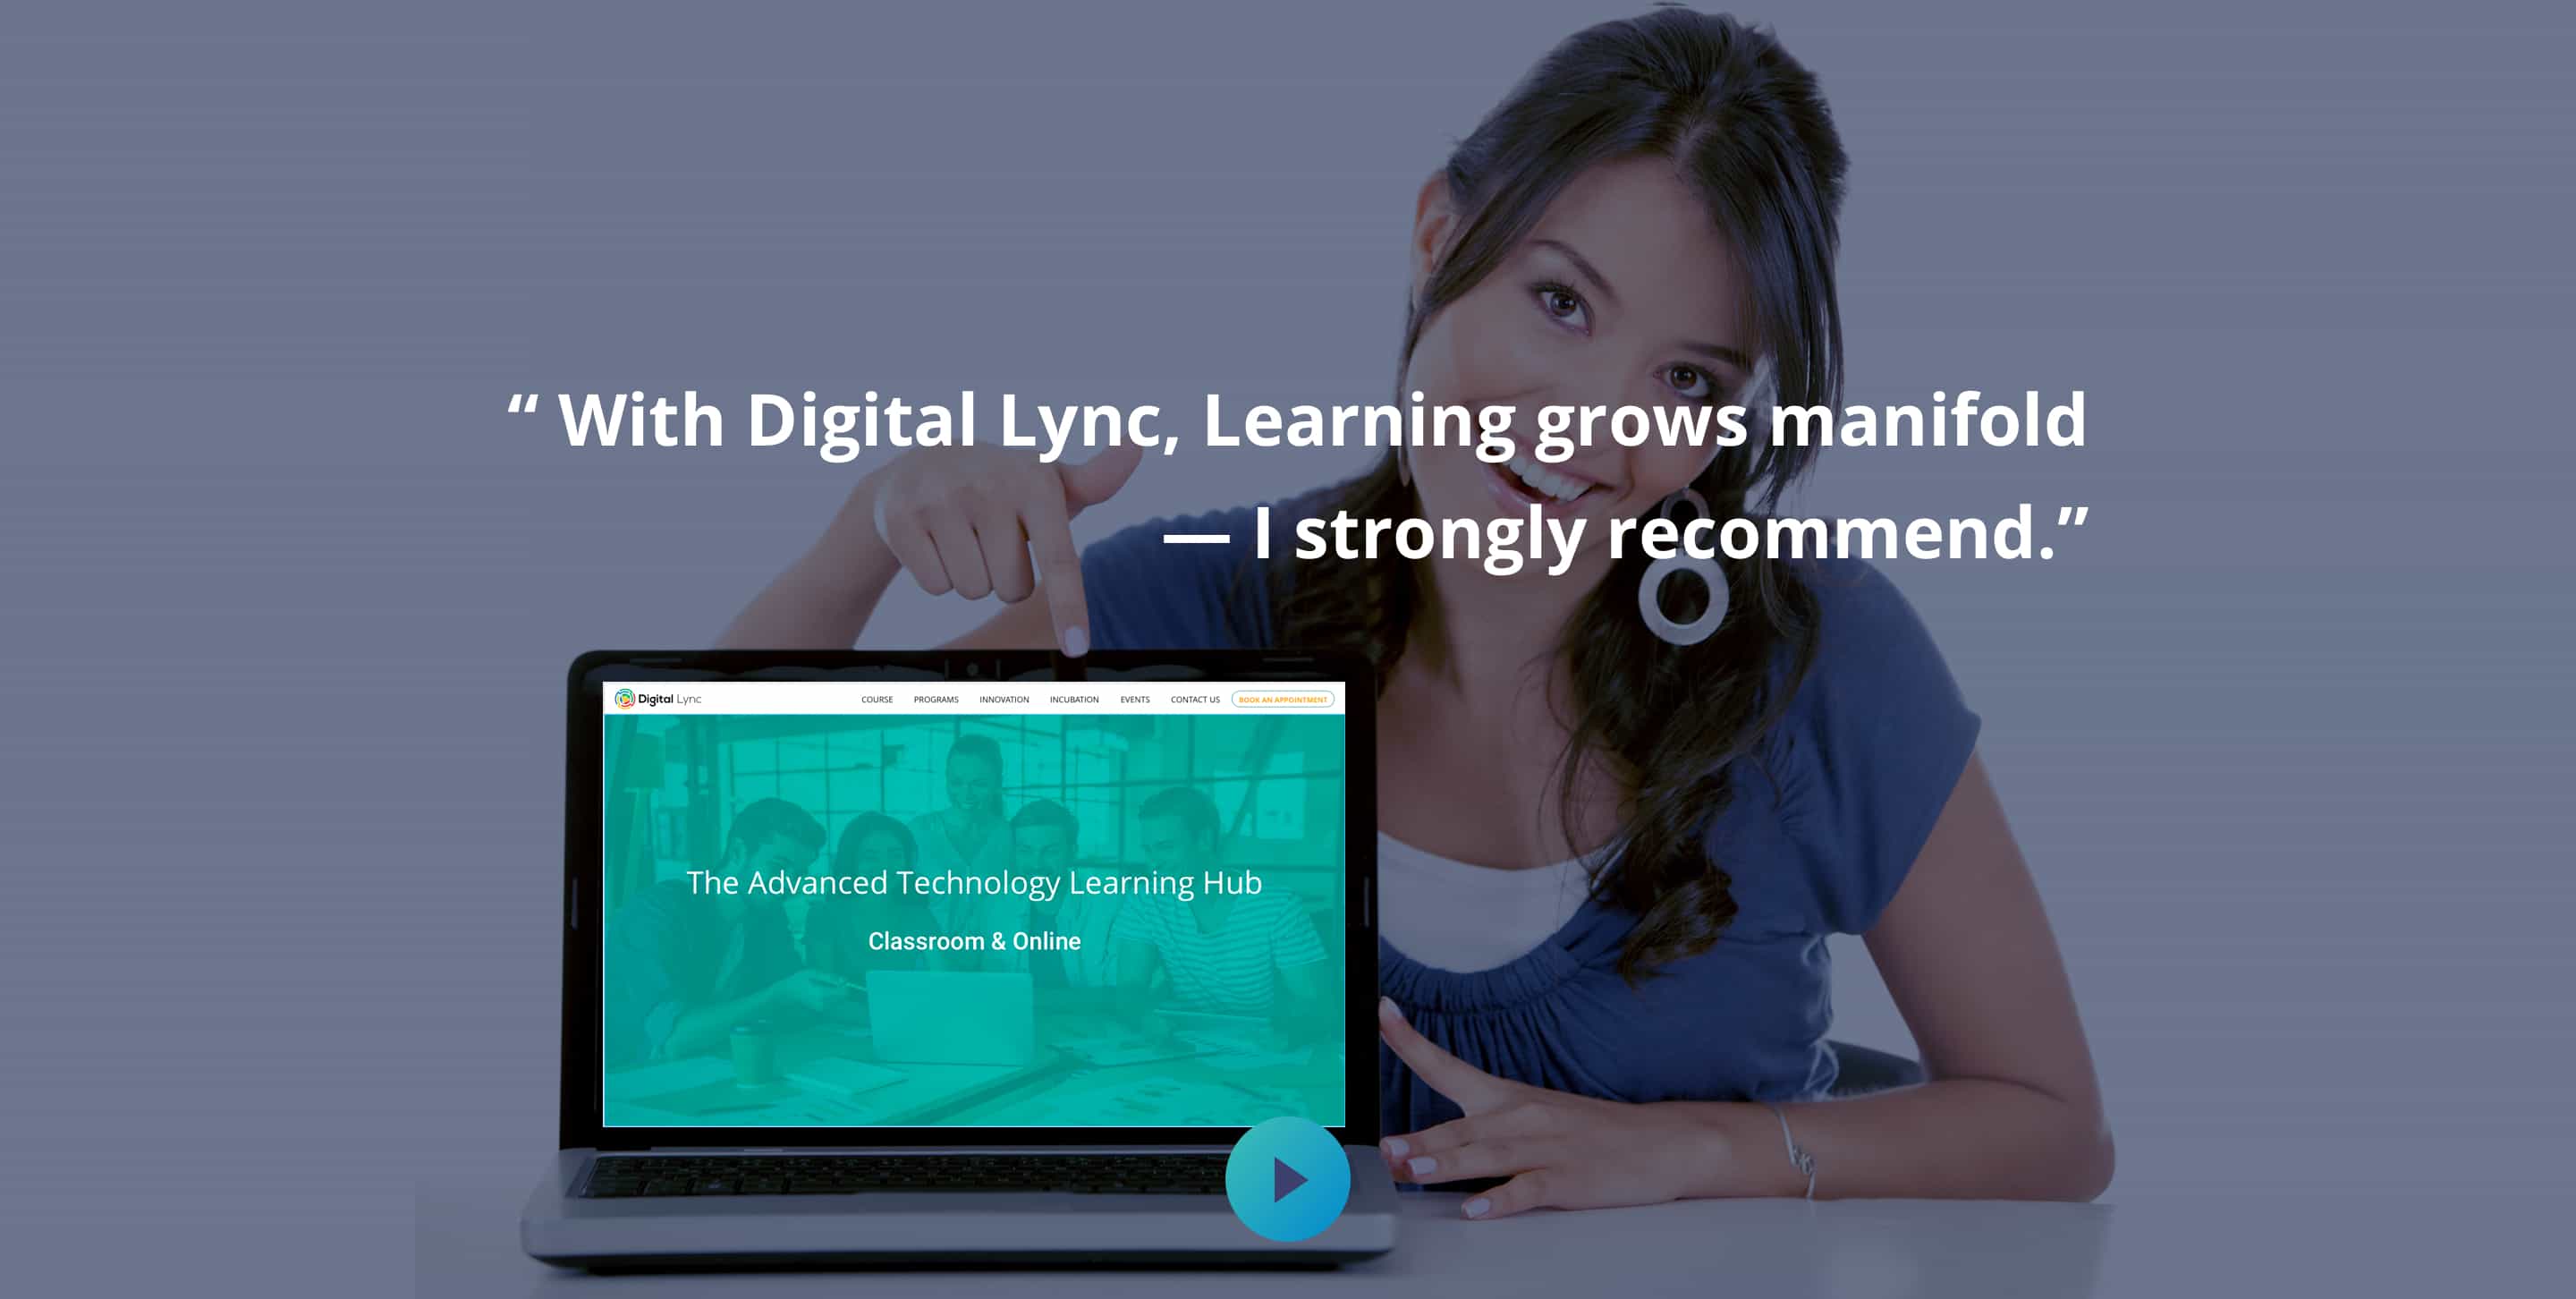 “ With Digital Lync, Learning grows manifold
— I strongly recommend.”
Digital Lync COURSE PROGRAMS INNOVATION INCUBATION EVENTS CONTACT US BOOK AN APPOINTMENT
The Advanced Technology Learning Hub
Classroom & Online